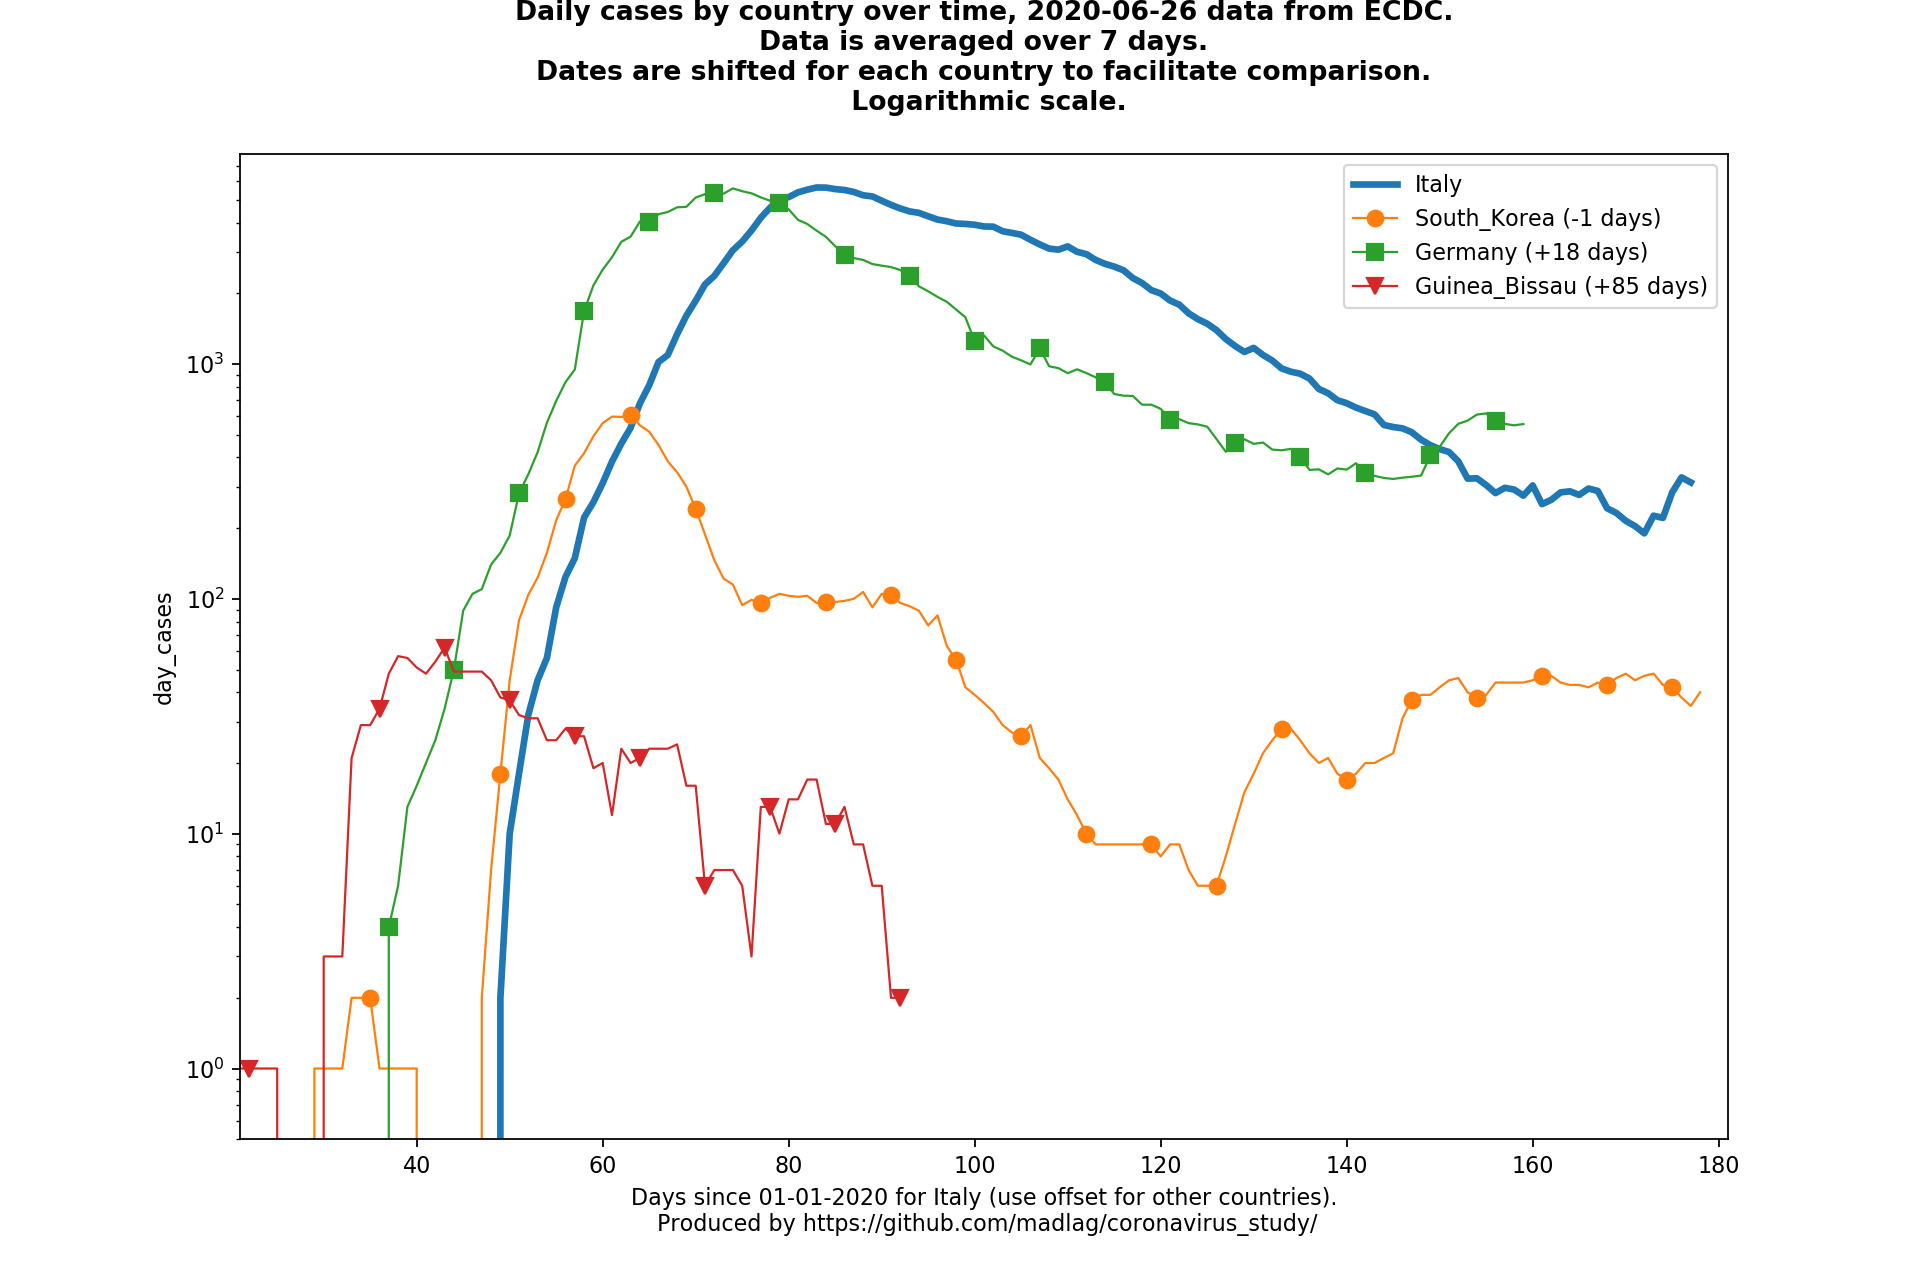 Daily cases by country over time, 2020-06-26 data from ECDC.
Data is averaged over 7 days.
Dates are shifted for each country to facilitate comparison.
Logarithmic scale.
Italy
South_Korea (-1 days)
Germany (+18 days)
Guinea_Bissau (+85 days)
day_cases
10³
10²
10¹
10⁰
40 60 80 100 120 140 160 180
Days since 01-01-2020 for Italy (use offset for other countries).
Produced by https://github.com/madlag/coronavirus_study/